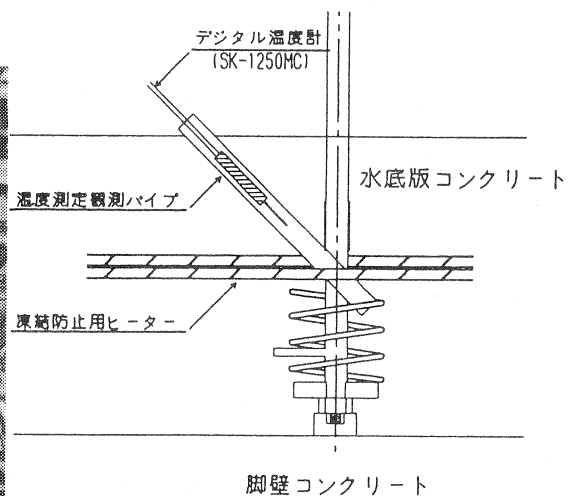 デジタル温度計
(SK-1250MC)
水底版コンクリート
温度測定観測パイプ
凍結防止用ヒーター
脚壁コンクリート